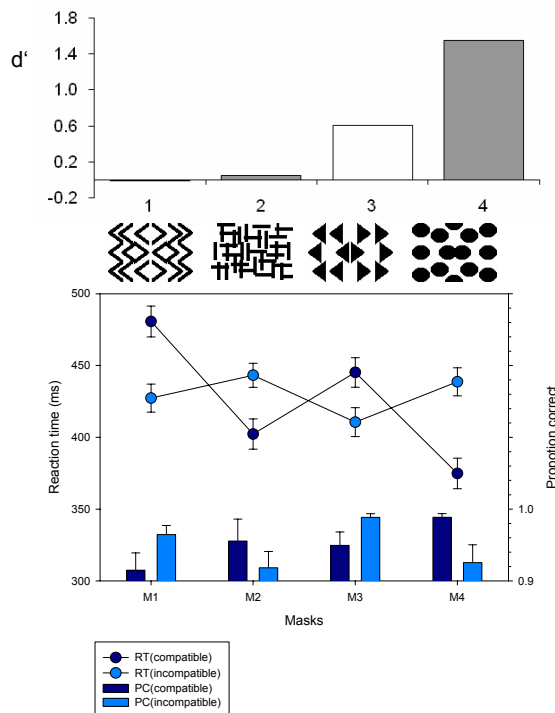 d'
1.8
1.4
1.0
0.6
0.2
-0.2
1 2 3 4
500
450
400
350
300
Reaction time (ms)
1.0
0.9
Propotion correct
M1 M2 M3 M4
Masks
RT(compatible)
RT(incompatible)
PC(compatible)
PC(incompatible)